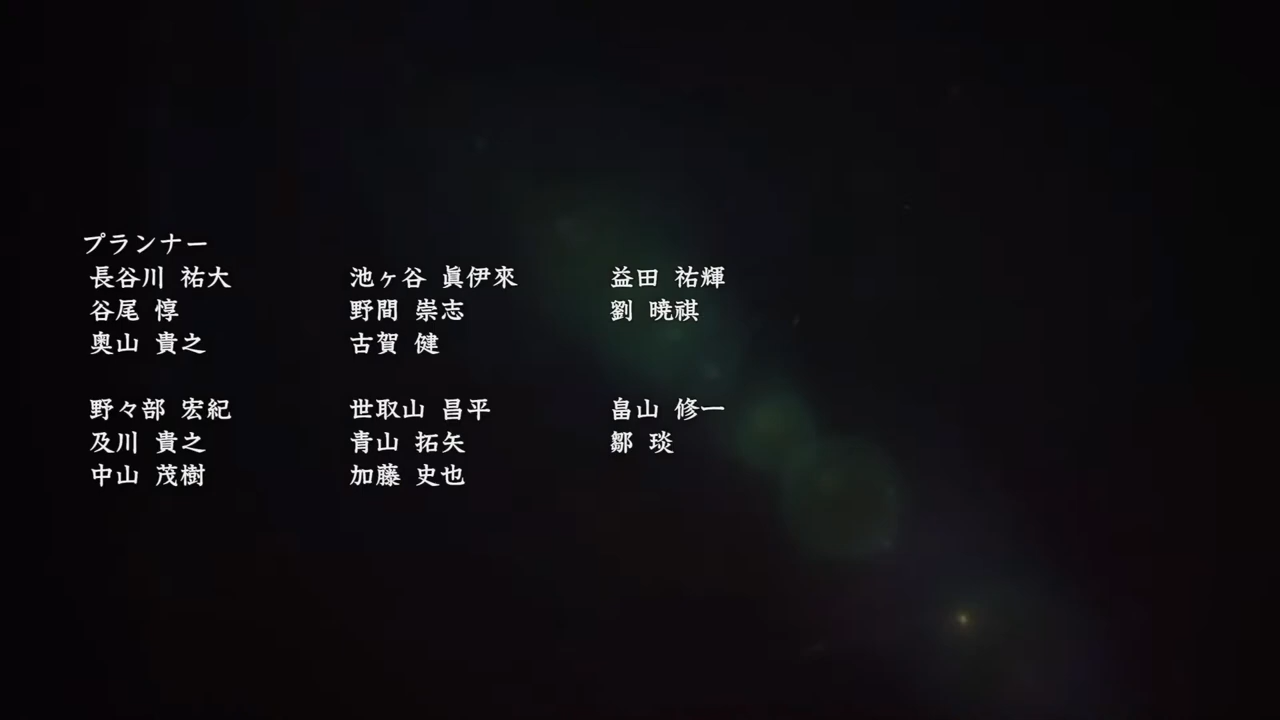 プランナー
長谷川 祐大 池ヶ谷 眞伊來 益田 祐輝
谷尾 惇 野間 崇志 劉 暁祺
奥山 貴之 古賀 健
野々部 宏紀 世取山 昌平 畠山 修一
及川 貴之 青山 拓矢 鄒 琰
中山 茂樹 加藤 史也